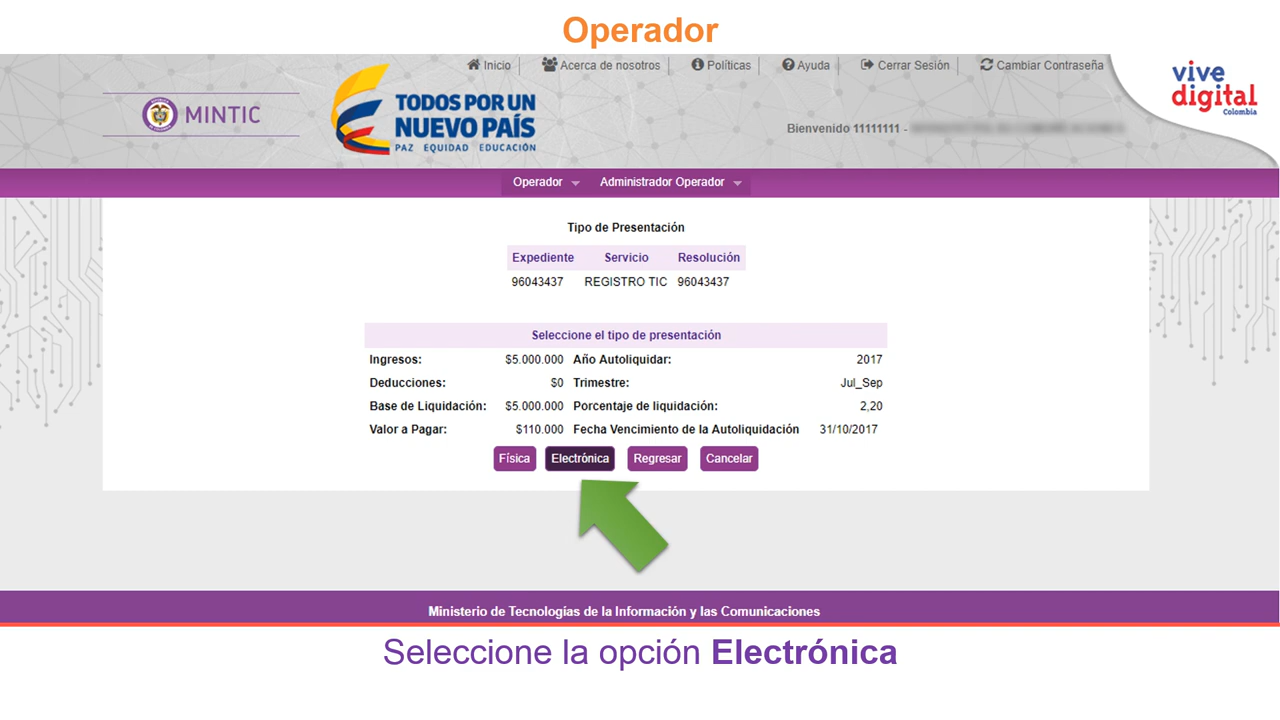 Operador
Inicio Acerca de nosotros Políticas Ayuda Cerrar Sesión Cambiar Contraseña
vive
digital
Colombia
MINTIC
TODOS POR UN
NUEVO PAÍS
PAZ EQUIDAD EDUCACIÓN
Bienvenido 11111111 -
Operador Administrador Operador
Tipo de Presentación
Expediente Servicio Resolución
96043437 REGISTRO TIC 96043437
Seleccione el tipo de presentación
Ingresos: $5.000.000 Año Autoliquidar: 2017
Deducciones: $0 Trimestre: Jul_Sep
Base de Liquidación: $5.000.000 Porcentaje de liquidación: 2,20
Valor a Pagar: $110.000 Fecha Vencimiento de la Autoliquidación 31/10/2017
Física Electrónica Regresar Cancelar
Ministerio de Tecnologías de la Información y las Comunicaciones
Seleccione la opción Electrónica